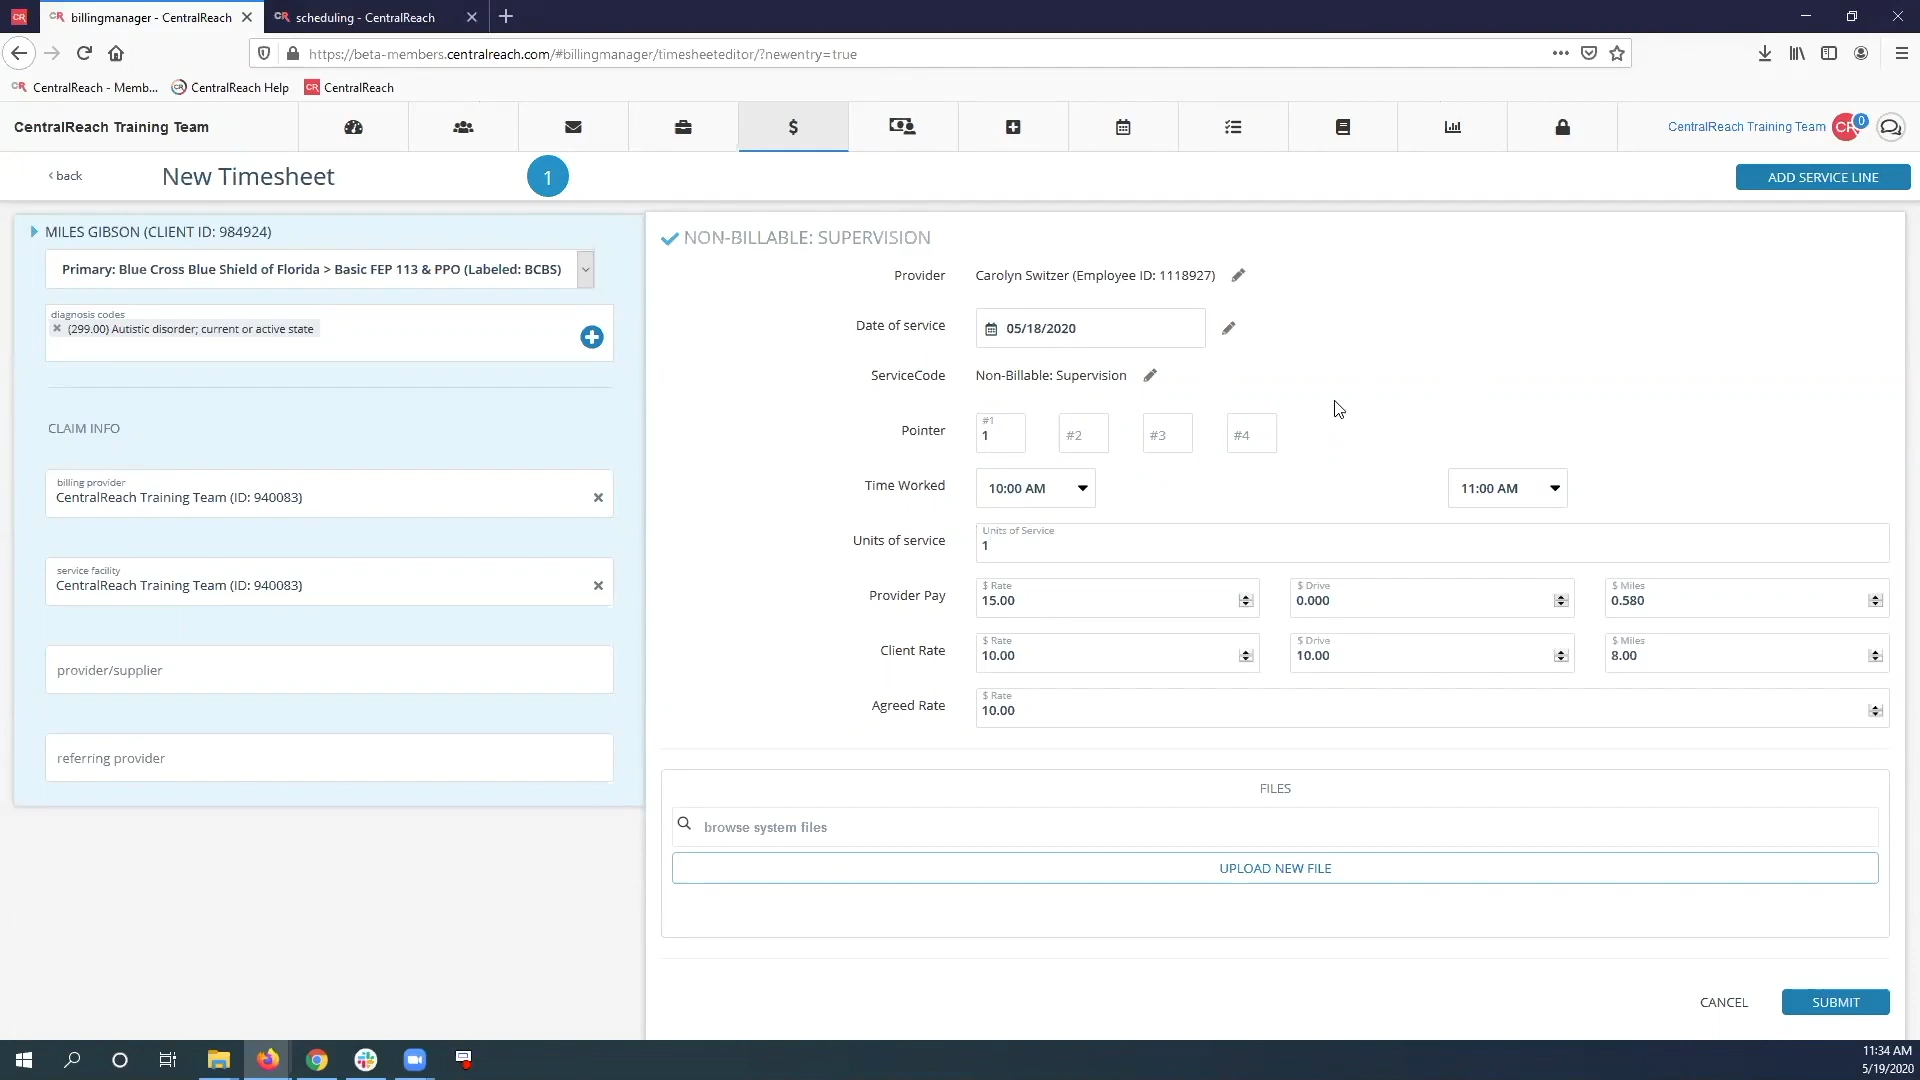 CR
CR billingmanager - CentralReach
CR scheduling - CentralReach
https://beta-members.centralreach.com/#billingmanager/timesheeteditor/?newentry=true
CR CentralReach - Memb...
CR CentralReach Help
CR CentralReach
CentralReach Training Team
$
CentralReach Training Team
CR
0
back
New Timesheet
1
ADD SERVICE LINE
MILES GIBSON (CLIENT ID: 984924)
Primary: Blue Cross Blue Shield of Florida > Basic FEP 113 & PPO (Labeled: BCBS)
diagnosis codes
(299.00) Autistic disorder; current or active state
CLAIM INFO
billing provider
CentralReach Training Team (ID: 940083)
service facility
CentralReach Training Team (ID: 940083)
provider/supplier
referring provider
NON-BILLABLE: SUPERVISION
Provider
Carolyn Switzer (Employee ID: 1118927)
Date of service
05/18/2020
ServiceCode
Non-Billable: Supervision
Pointer
#1
1
#2
#3
#4
Time Worked
10:00 AM
11:00 AM
Units of service
Units of Service
1
Provider Pay
$ Rate
15.00
$ Drive
0.000
$ Miles
0.580
Client Rate
$ Rate
10.00
$ Drive
10.00
$ Miles
8.00
Agreed Rate
$ Rate
10.00
FILES
browse system files
UPLOAD NEW FILE
CANCEL
SUBMIT
11:34 AM
5/19/2020